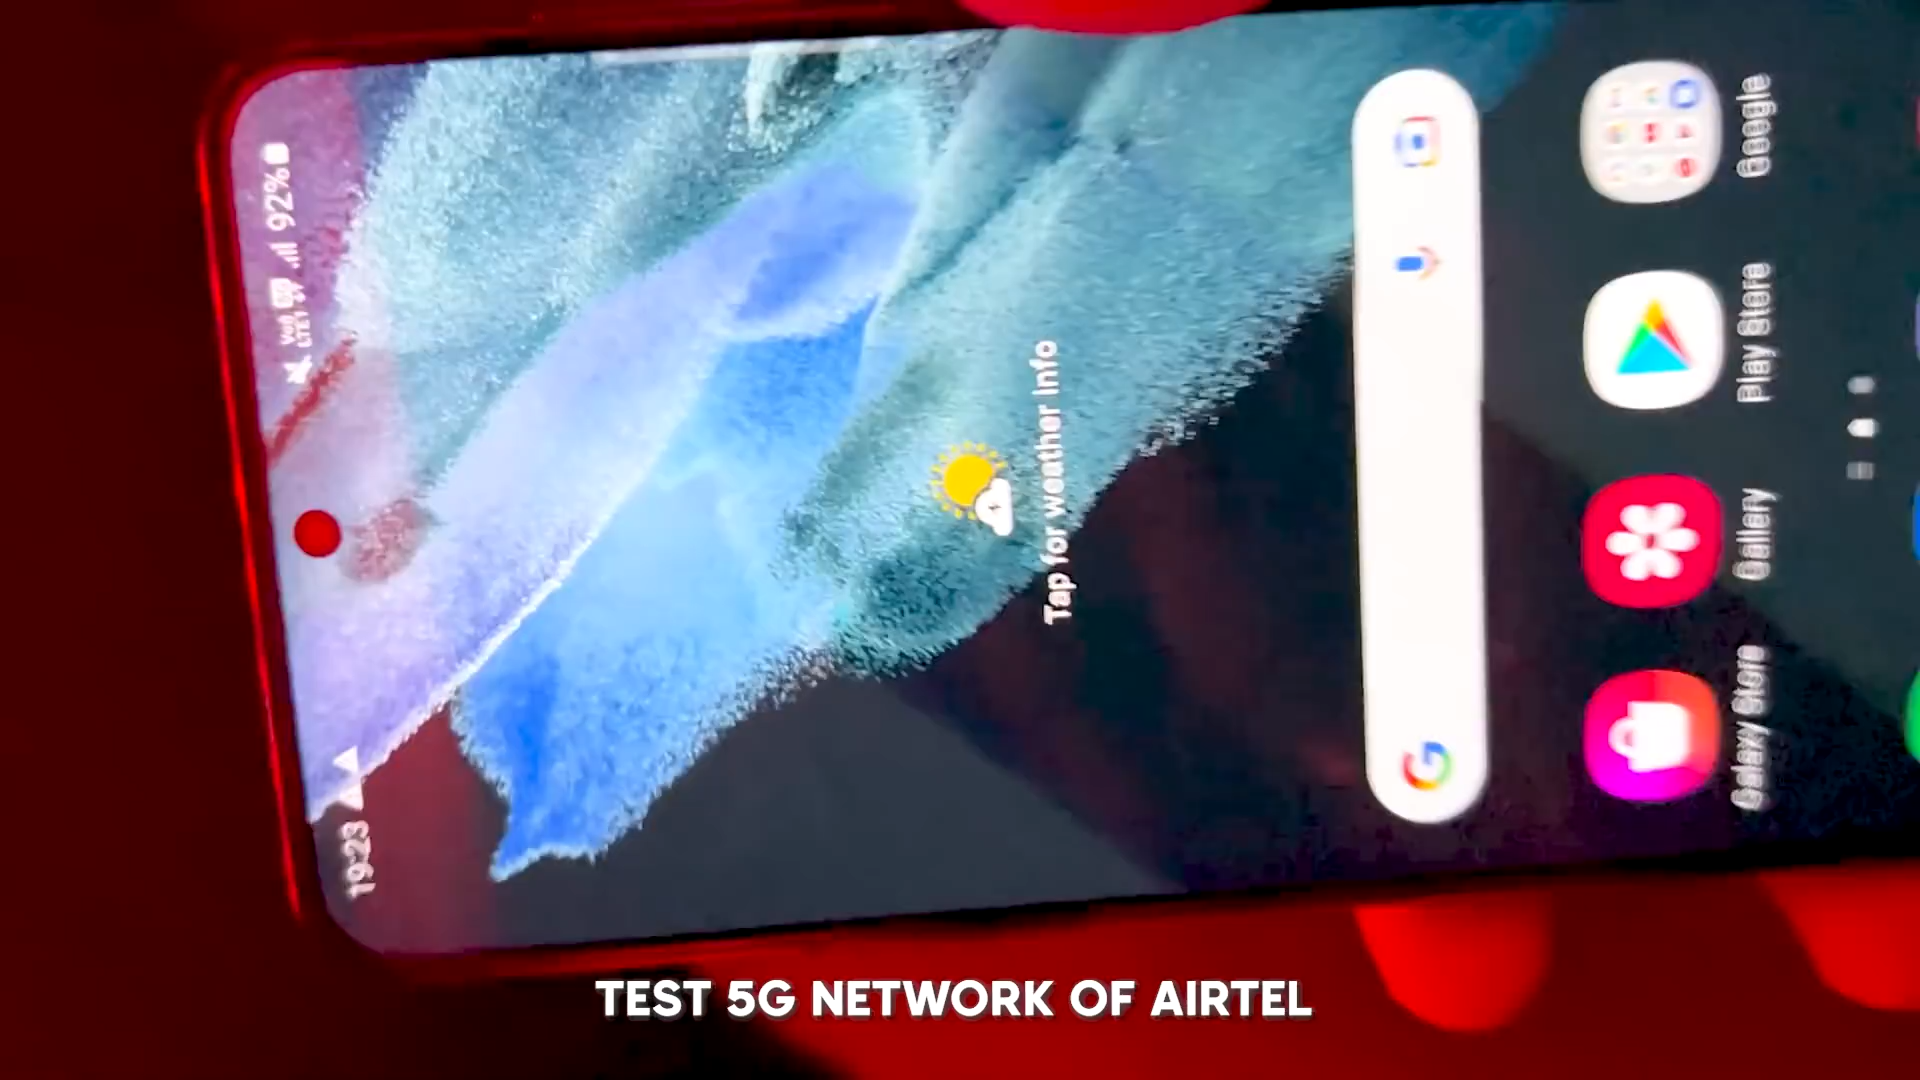 19:23
92%
Tap for weather info
Galaxy Store
Gallery
Play Store
Google
TEST 5G NETWORK OF AIRTEL